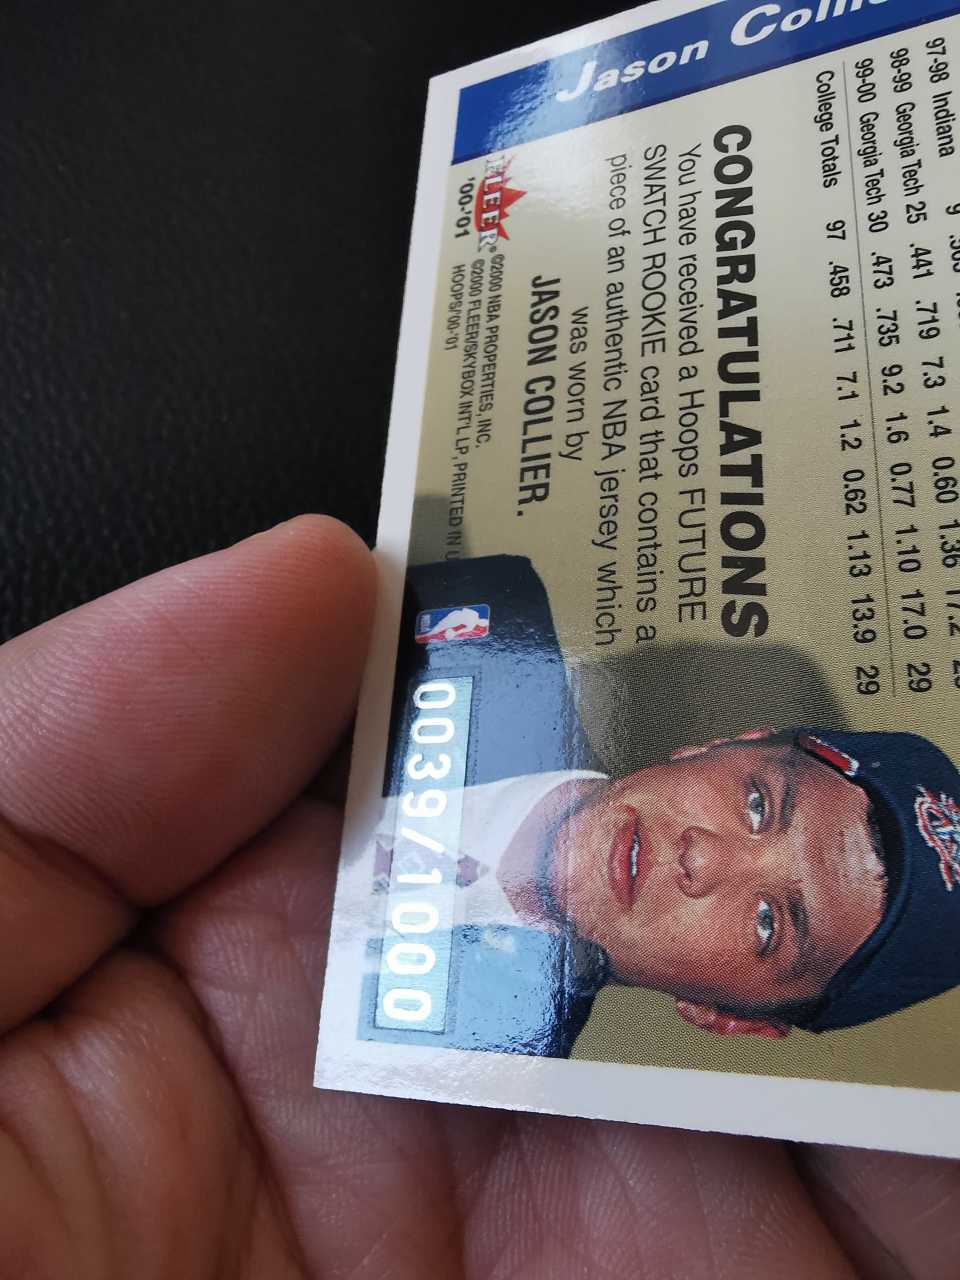 Jason Colli
97-98 Indiana 9
98-99 Georgia Tech 25 .441 .719 7.3 1.4 0.60 1.36 17.2
99-00 Georgia Tech 30 .473 .735 9.2 1.6 0.77 1.10 17.0 29
College Totals 97 .458 .711 7.1 1.2 0.62 1.13 13.9 29
CONGRATULATIONS
You have received a Hoops FUTURE
SWATCH ROOKIE card that contains a
piece of an authentic NBA jersey which
was worn by
JASON COLLIER.
FLEER®
'00-'01
©2000 NBA PROPERTIES, INC.
©2000 FLEER/SKYBOX INT'L LP, PRINTED IN U
HOOPS/'00-'01
0039/1000